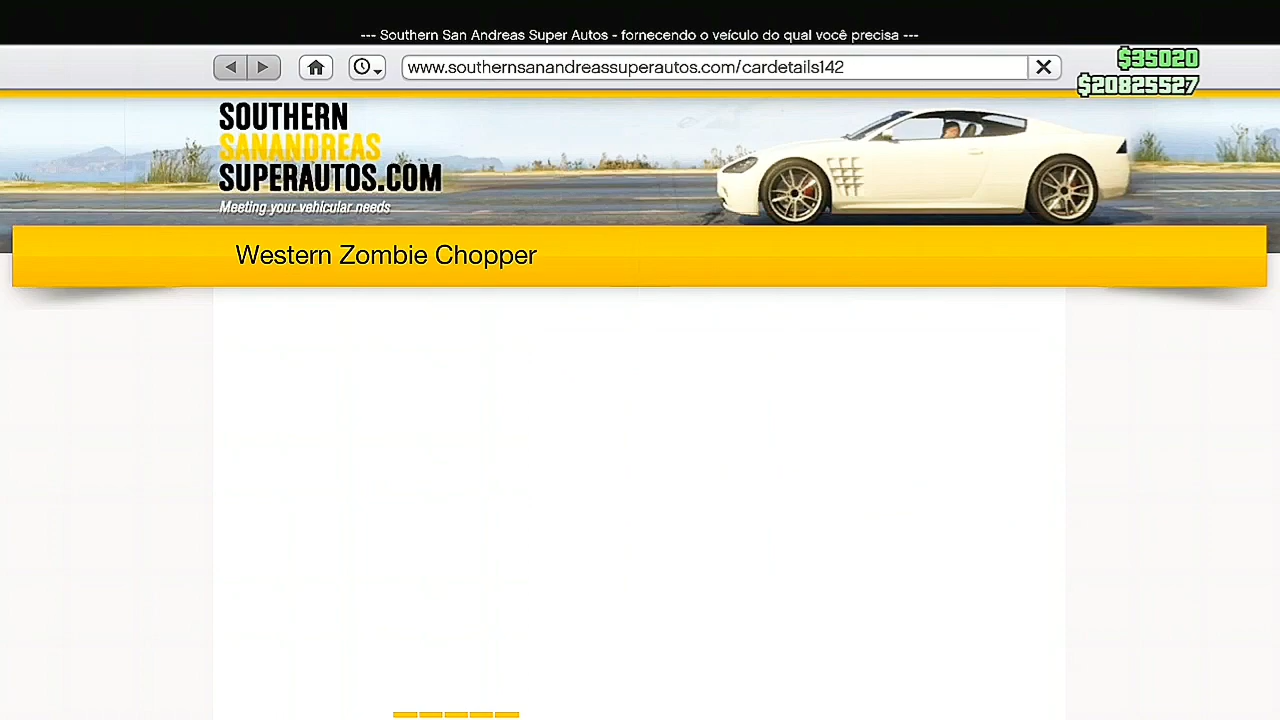 --- Southern San Andreas Super Autos - fornecendo o veículo do qual você precisa ---
www.southernsanandreassuperautos.com/cardetails142
$35020
$20825527
SOUTHERN
SANANDREAS
SUPERAUTOS.COM
Meeting your vehicular needs
Western Zombie Chopper